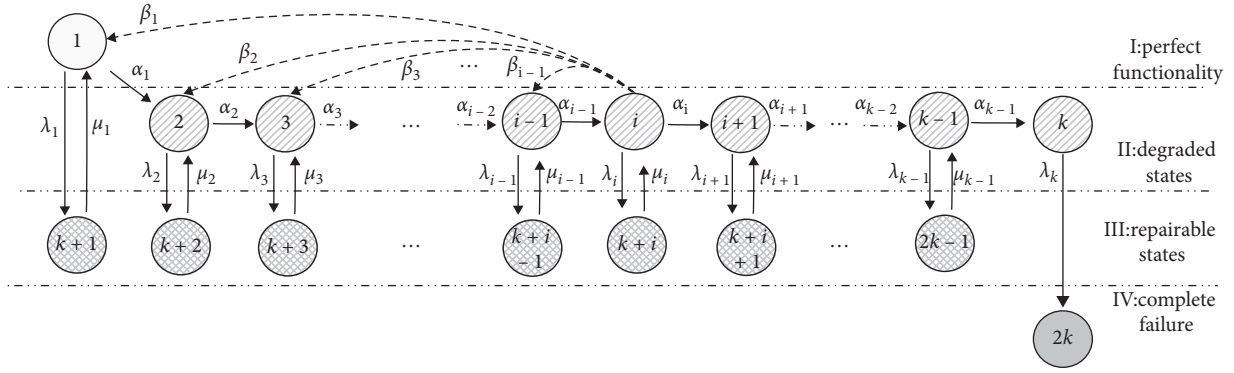 β₁
1
I:perfect
functionality
β₂
β₃
...
βᵢ₋₁
α₁
λ₁
μ₁
2
α₂
3
α₃
...
αᵢ₋₂
i – 1
αᵢ₋₁
i
αᵢ
i + 1
αᵢ₊₁
...
αₖ₋₂
k – 1
αₖ₋₁
k
II:degraded
states
λ₂
μ₂
λ₃
μ₃
λᵢ₋₁
μᵢ₋₁
λᵢ
μᵢ
λᵢ₊₁
μᵢ₊₁
λₖ₋₁
μₖ₋₁
λₖ
k + 1
k + 2
k + 3
...
k + i
– 1
k + i
k + i
+ 1
...
2k – 1
III:repairable
states
IV:complete
failure
2k